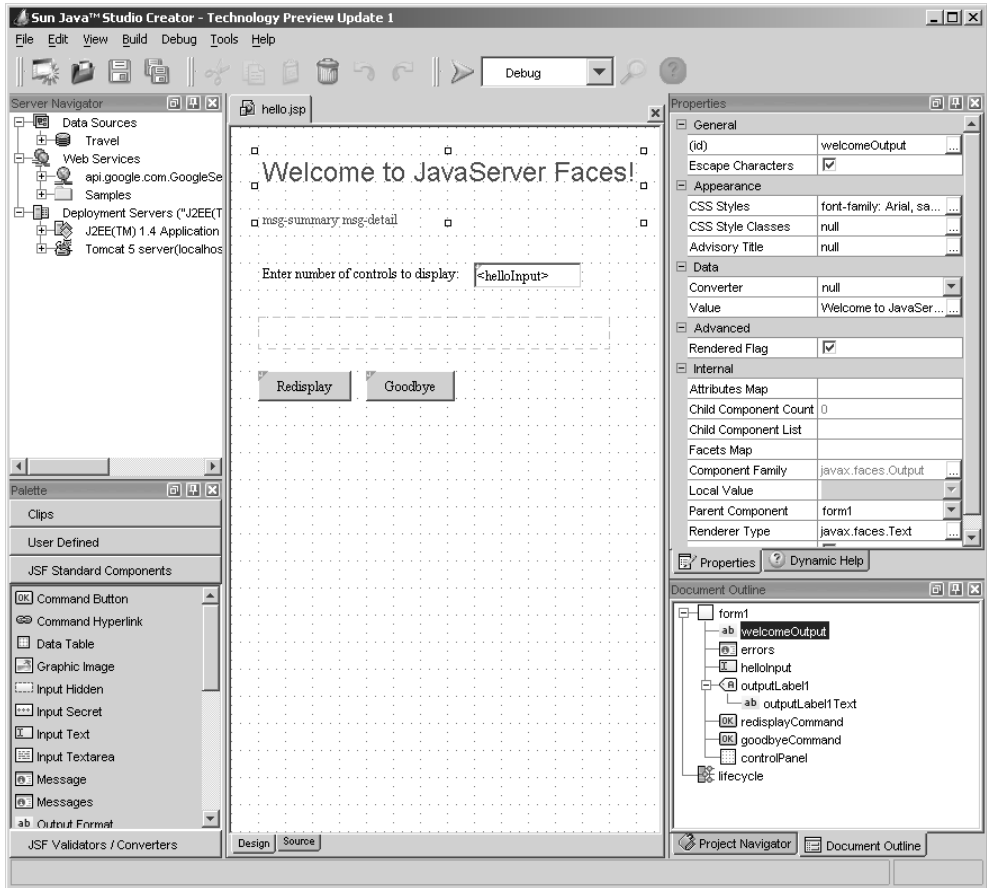 Sun Java™ Studio Creator - Technology Preview Update 1
File Edit View Build Debug Tools Help
Debug
Server Navigator
Data Sources
Travel
Web Services
api.google.com.GoogleSe
Samples
Deployment Servers ("J2EE(T
J2EE(TM) 1.4 Application
Tomcat 5 server(localhos
Palette
Clips
User Defined
JSF Standard Components
Command Button
Command Hyperlink
Data Table
Graphic Image
Input Hidden
Input Secret
Input Text
Input Textarea
Message
Messages
Output Format
JSF Validators / Converters
hello.jsp
Welcome to JavaServer Faces!
msg-summary msg-detail
Enter number of controls to display: <helloInput>
Redisplay Goodbye
Design Source
Properties
General
(id) welcomeOutput ...
Escape Characters
Appearance
CSS Styles font-family: Arial, sa... ...
CSS Style Classes null ...
Advisory Title null ...
Data
Converter null
Value Welcome to JavaSer... ...
Advanced
Rendered Flag
Internal
Attributes Map
Child Component Count 0
Child Component List
Facets Map
Component Family javax.faces.Output ...
Local Value
Parent Component form1
Renderer Type javax.faces.Text ...
Properties Dynamic Help
Document Outline
form1
ab welcomeOutput
errors
helloInput
outputLabel1
ab outputLabel1Text
OK redisplayCommand
OK goodbyeCommand
controlPanel
lifecycle
Project Navigator Document Outline